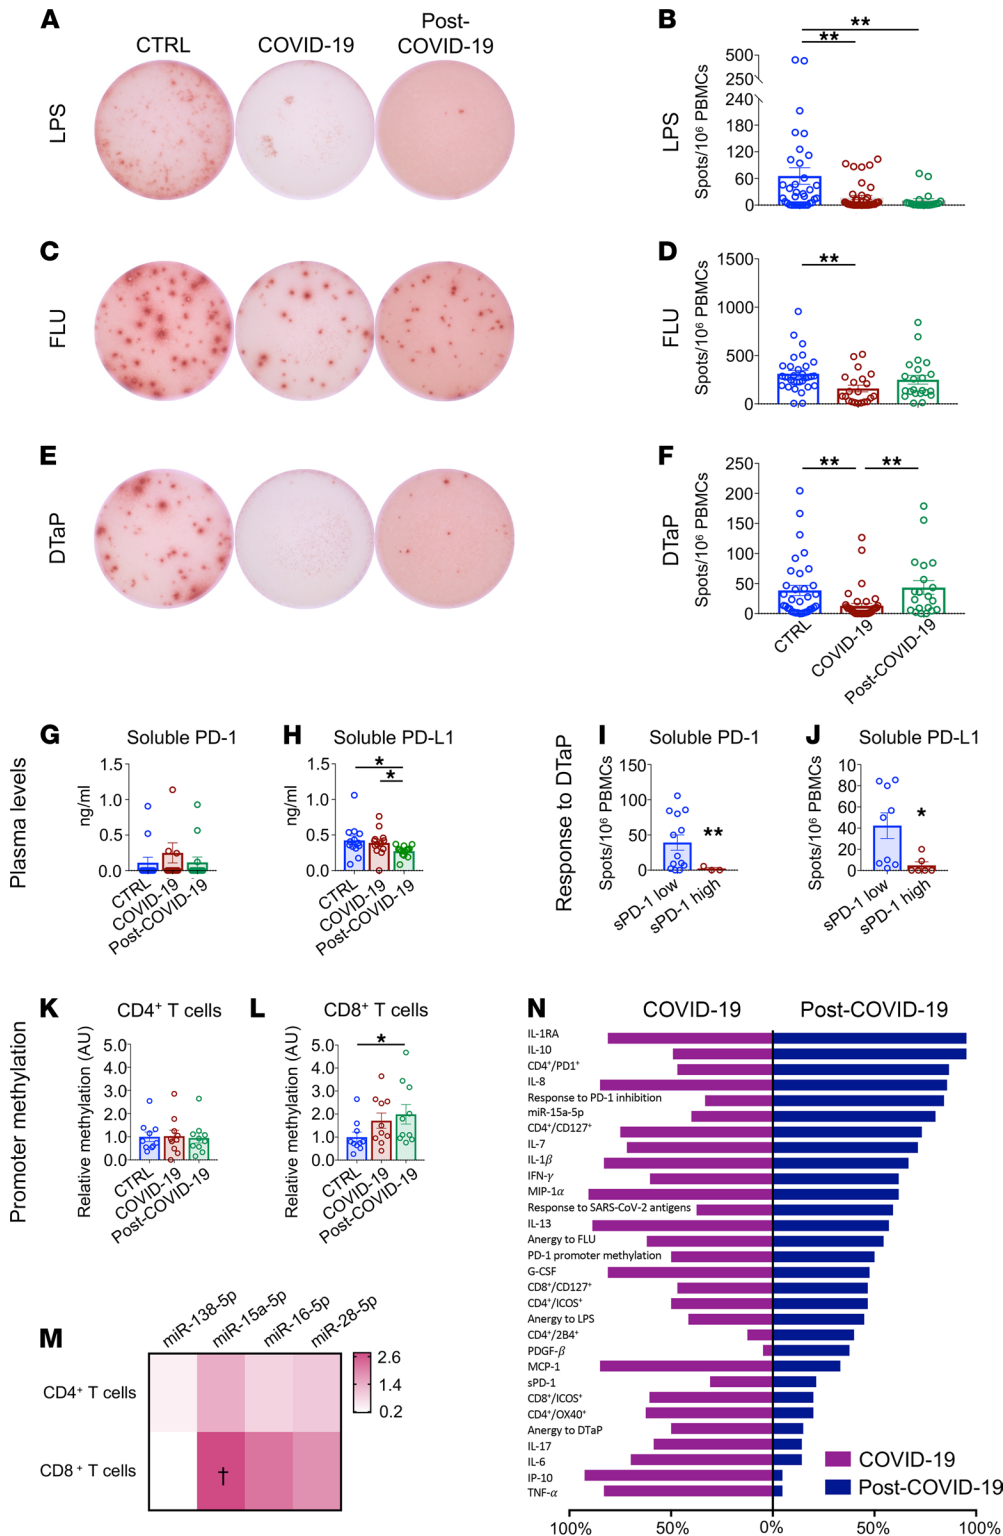 A
CTRL
COVID-19
Post-
COVID-19
LPS
B
**
**
500
250
240
180
120
60
0
LPS
Spots/10⁶ PBMCs
C
FLU
D
**
1500
1000
500
0
FLU
Spots/10⁶ PBMCs
E
DTaP
F
**
**
250
200
150
100
50
0
DTaP
Spots/10⁶ PBMCs
CTRL
COVID-19
Post-COVID-19
Plasma levels
G
Soluble PD-1
ng/ml
1.5
1.0
0.5
0.0
CTRL
COVID-19
Post-COVID-19
H
Soluble PD-L1
ng/ml
*
*
1.5
1.0
0.5
0.0
CTRL
COVID-19
Post-COVID-19
Response to DTaP
I
Soluble PD-1
Spots/10⁶ PBMCs
150
100
50
0
**
sPD-1 low
sPD-1 high
J
Soluble PD-L1
Spots/10⁶ PBMCs
10
80
60
40
20
0
*
sPD-1 low
sPD-1 high
Promoter methylation
K
CD4⁺ T cells
Relative methylation (AU)
5.0
4.0
3.0
2.0
1.0
0.0
CTRL
COVID-19
Post-COVID-19
L
CD8⁺ T cells
Relative methylation (AU)
*
5.0
4.0
3.0
2.0
1.0
0.0
CTRL
COVID-19
Post-COVID-19
M
miR-138-5p
miR-15a-5p
miR-16-5p
miR-28-5p
CD4⁺ T cells
CD8 ⁺ T cells
†
2.6
1.4
0.2
N
COVID-19
Post-COVID-19
IL-1RA
IL-10
CD4⁺/PD1⁺
IL-8
Response to PD-1 inhibition
miR-15a-5p
CD4⁺/CD127⁺
IL-7
IL-1β
IFN-γ
MIP-1α
Response to SARS-CoV-2 antigens
IL-13
Anergy to FLU
PD-1 promoter methylation
G-CSF
CD8⁺/CD127⁺
CD4⁺/ICOS⁺
Anergy to LPS
CD4⁺/2B4⁺
PDGF-β
MCP-1
sPD-1
CD8⁺/ICOS⁺
CD4⁺/OX40⁺
Anergy to DTaP
IL-17
IL-6
IP-10
TNF-α
COVID-19
Post-COVID-19
100%
50%
0%
50%
100%